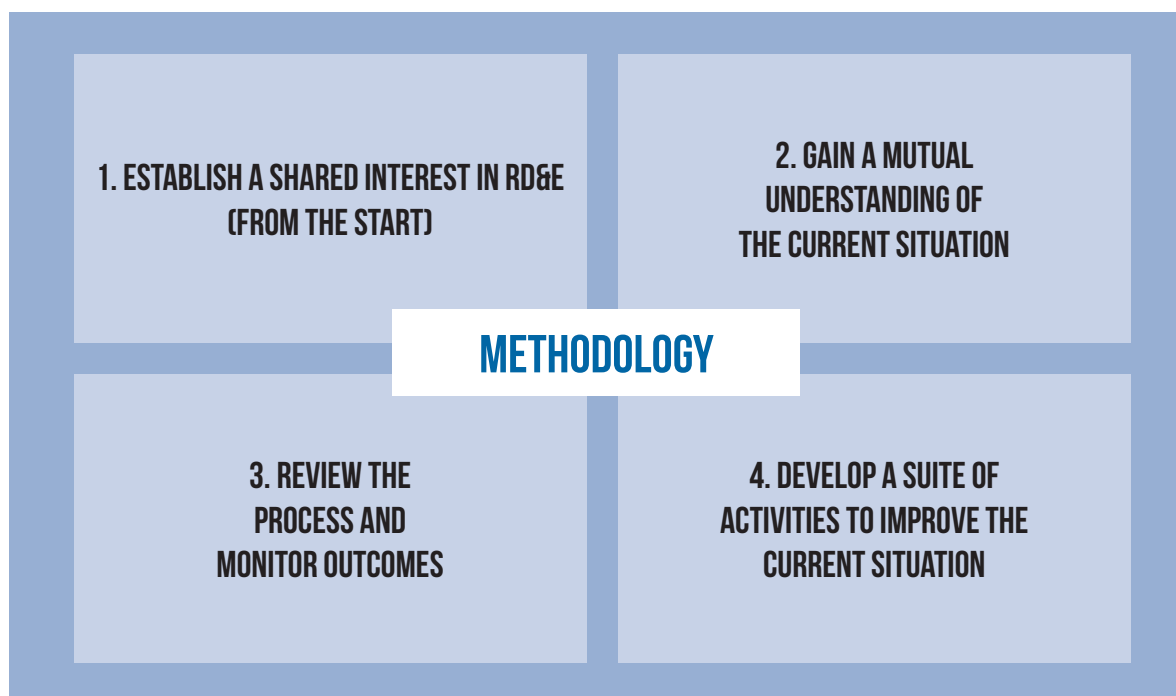 1. ESTABLISH A SHARED INTEREST IN RD&E
(FROM THE START)
2. GAIN A MUTUAL
UNDERSTANDING OF
THE CURRENT SITUATION
METHODOLOGY
3. REVIEW THE
PROCESS AND
MONITOR OUTCOMES
4. DEVELOP A SUITE OF
ACTIVITIES TO IMPROVE THE
CURRENT SITUATION